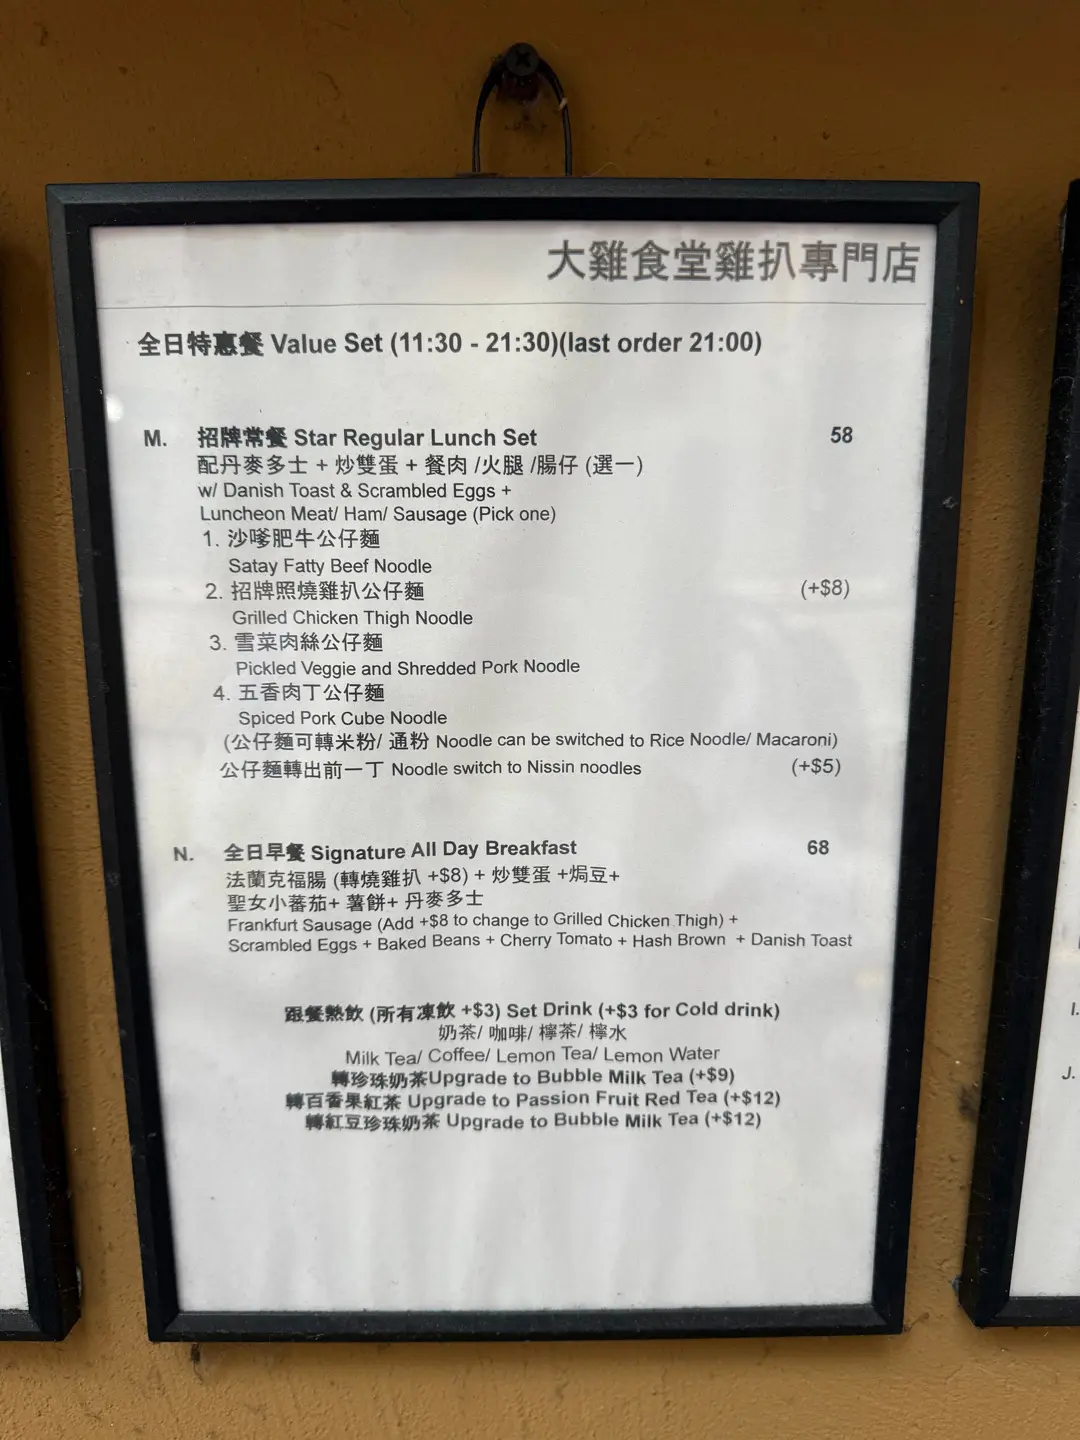 大雞食堂雞扒專門店
全日特惠餐 Value Set (11:30 - 21:30)(last order 21:00)
M. 招牌常餐 Star Regular Lunch Set 58
配丹麥多士 + 炒雙蛋 + 餐肉 /火腿 /腸仔 (選一)
w/ Danish Toast & Scrambled Eggs +
Luncheon Meat/ Ham/ Sausage (Pick one)
1. 沙嗲肥牛公仔麵
Satay Fatty Beef Noodle
2. 招牌照燒雞扒公仔麵 (+$8)
Grilled Chicken Thigh Noodle
3. 雪菜肉絲公仔麵
Pickled Veggie and Shredded Pork Noodle
4. 五香肉丁公仔麵
Spiced Pork Cube Noodle
(公仔麵可轉米粉/ 通粉 Noodle can be switched to Rice Noodle/ Macaroni)
公仔麵轉出前一丁 Noodle switch to Nissin noodles (+$5)
N. 全日早餐 Signature All Day Breakfast 68
法蘭克福腸 (轉燒雞扒 +$8) + 炒雙蛋 +焗豆+
聖女小蕃茄+ 薯餅+ 丹麥多士
Frankfurt Sausage (Add +$8 to change to Grilled Chicken Thigh) +
Scrambled Eggs + Baked Beans + Cherry Tomato + Hash Brown + Danish Toast
跟餐熱飲 (所有凍飲 +$3) Set Drink (+$3 for Cold drink)
奶茶/ 咖啡/ 檸茶/ 檸水
Milk Tea/ Coffee/ Lemon Tea/ Lemon Water
轉珍珠奶茶Upgrade to Bubble Milk Tea (+$9)
轉百香果紅茶 Upgrade to Passion Fruit Red Tea (+$12)
轉紅豆珍珠奶茶 Upgrade to Bubble Milk Tea (+$12)
I.
J.